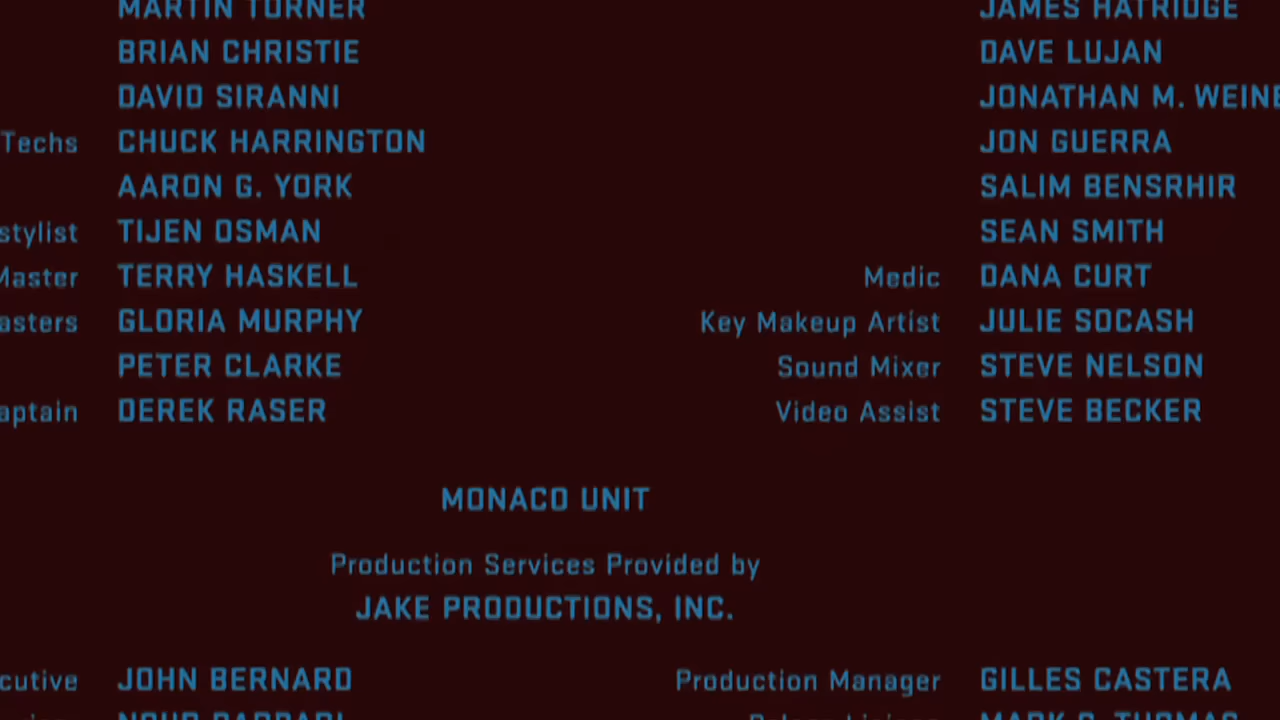 MARTIN TURNER
BRIAN CHRISTIE
DAVID SIRANNI
Techs CHUCK HARRINGTON
AARON G. YORK
stylist TIJEN OSMAN
Master TERRY HASKELL
asters GLORIA MURPHY
PETER CLARKE
aptain DEREK RASER
JAMES HATRIDGE
DAVE LUJAN
JONATHAN M. WEINE
JON GUERRA
SALIM BENSRHIR
SEAN SMITH
Medic DANA CURT
Key Makeup Artist JULIE SOCASH
Sound Mixer STEVE NELSON
Video Assist STEVE BECKER
MONACO UNIT
Production Services Provided by
JAKE PRODUCTIONS, INC.
cutive JOHN BERNARD
Production Manager GILLES CASTERA